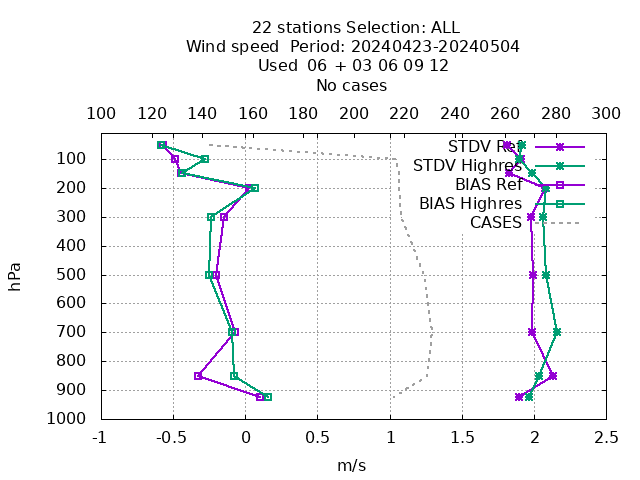 22 stations Selection: ALL
Wind speed  Period: 20240423-20240504
Used  06 + 03 06 09 12
No cases
100 120 140 160 180 200 220 240 260 280 300
STDV Ref
STDV Highres
BIAS Ref
BIAS Highres
CASES
100
200
300
400
500
600
700
800
900
1000
hPa
-1 -0.5 0 0.5 1 1.5 2 2.5
m/s